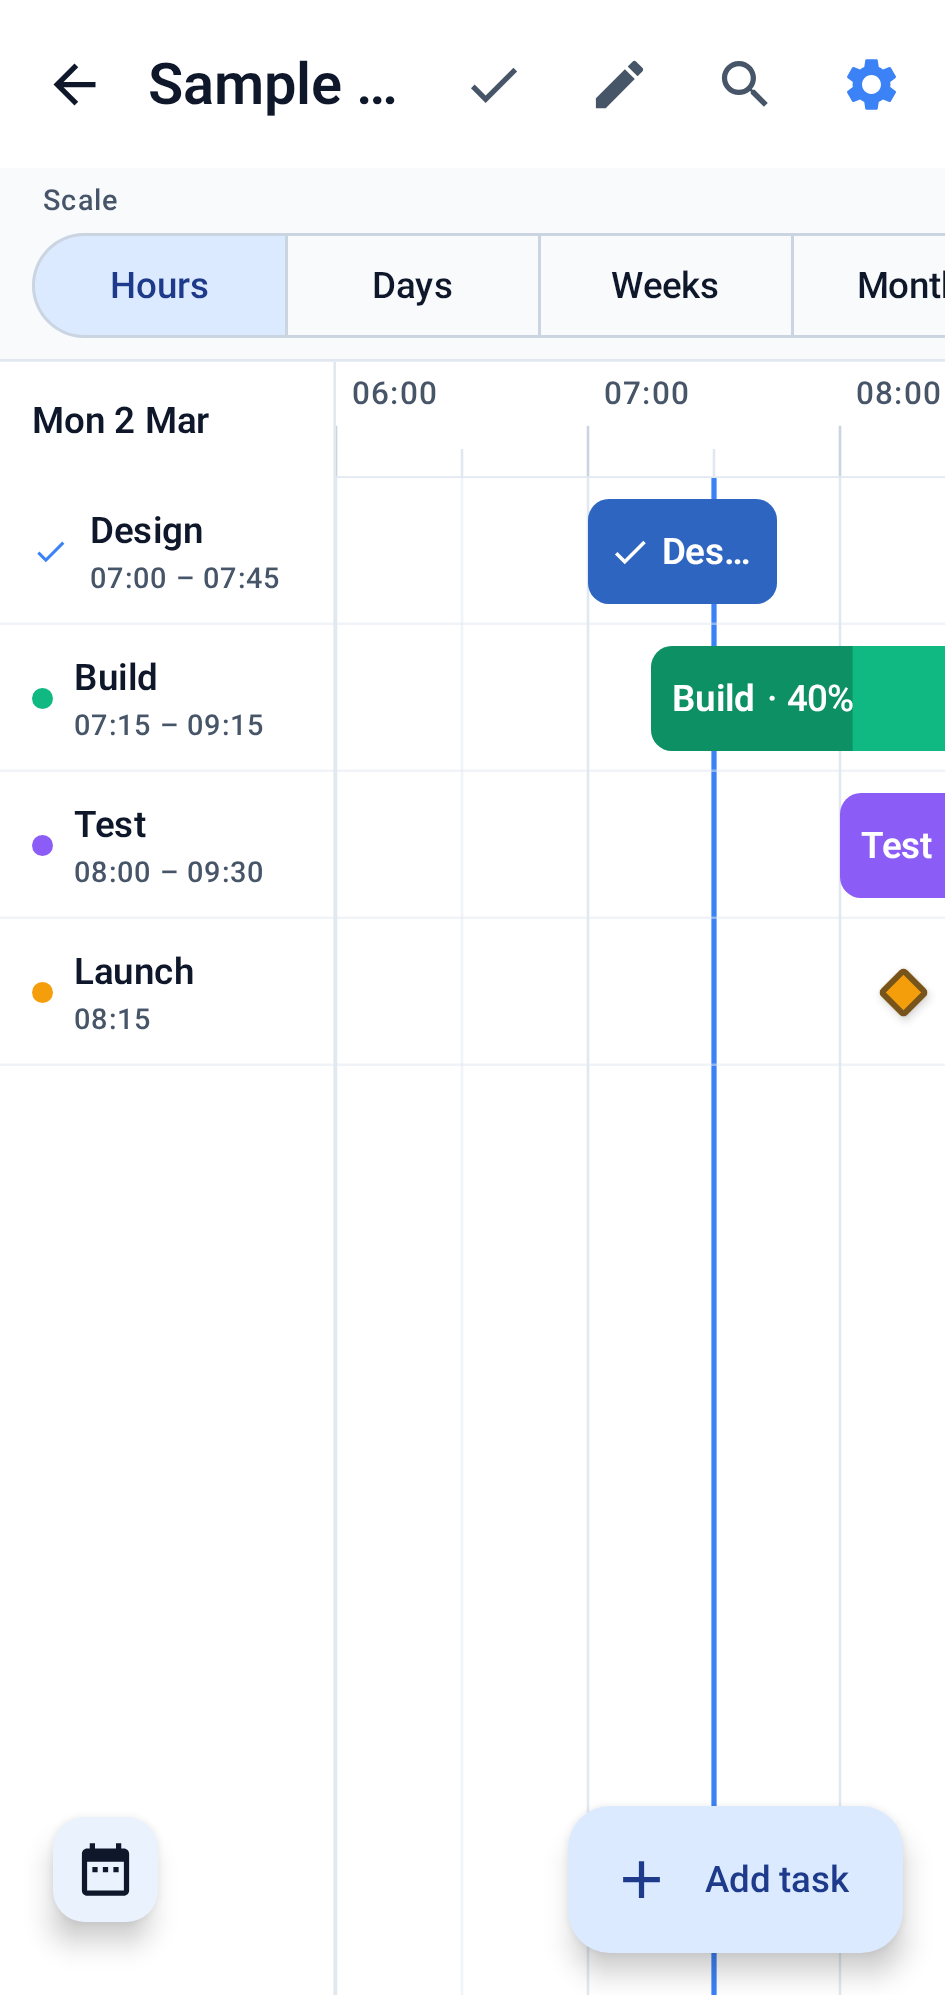 Sample ...
Scale
Hours
Days
Weeks
Mon 2 Mar
06:00
07:00
08:00
Design
07:00 – 07:45
Des...
Build
07:15 – 09:15
Build · 40%
Test
08:00 – 09:30
Test
Launch
08:15
Add task